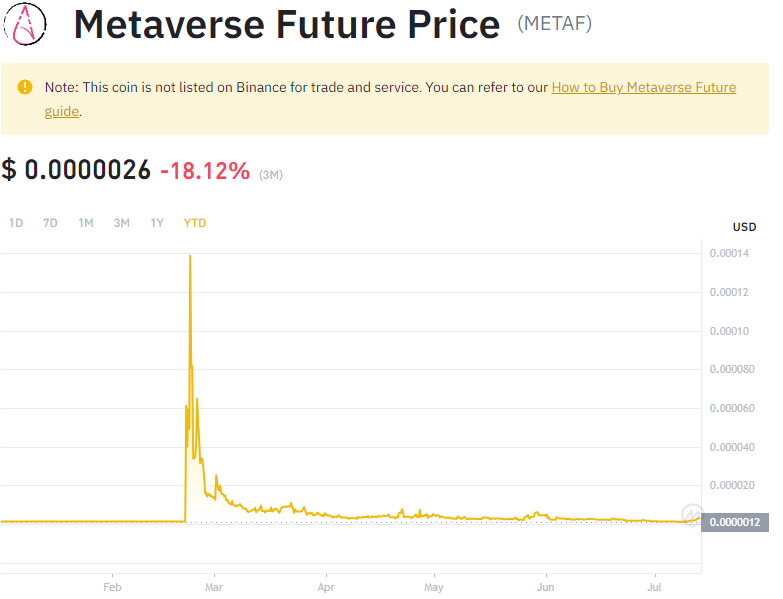 Metaverse Future Price (METAF)
Note: This coin is not listed on Binance for trade and service. You can refer to our How to Buy Metaverse Future
guide.
$ 0.0000026 -18.12% (3M)
1D 7D 1M 3M 1Y YTD
USD
0.00014
0.00012
0.00010
0.000080
0.000060
0.000040
0.000020
0.0000012
Feb Mar Apr May Jun Jul